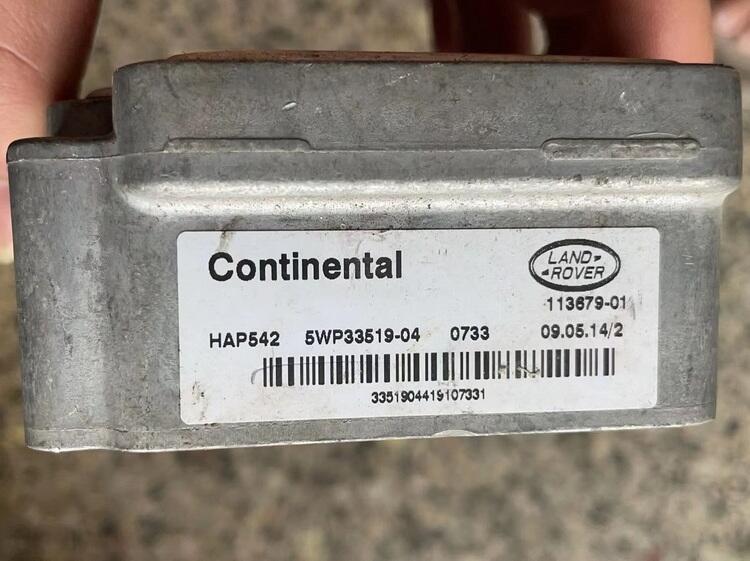 Continental
LAND
ROVER
113679-01
HAP542 5WP33519-04 0733 09.05.14/2
3351904419107331